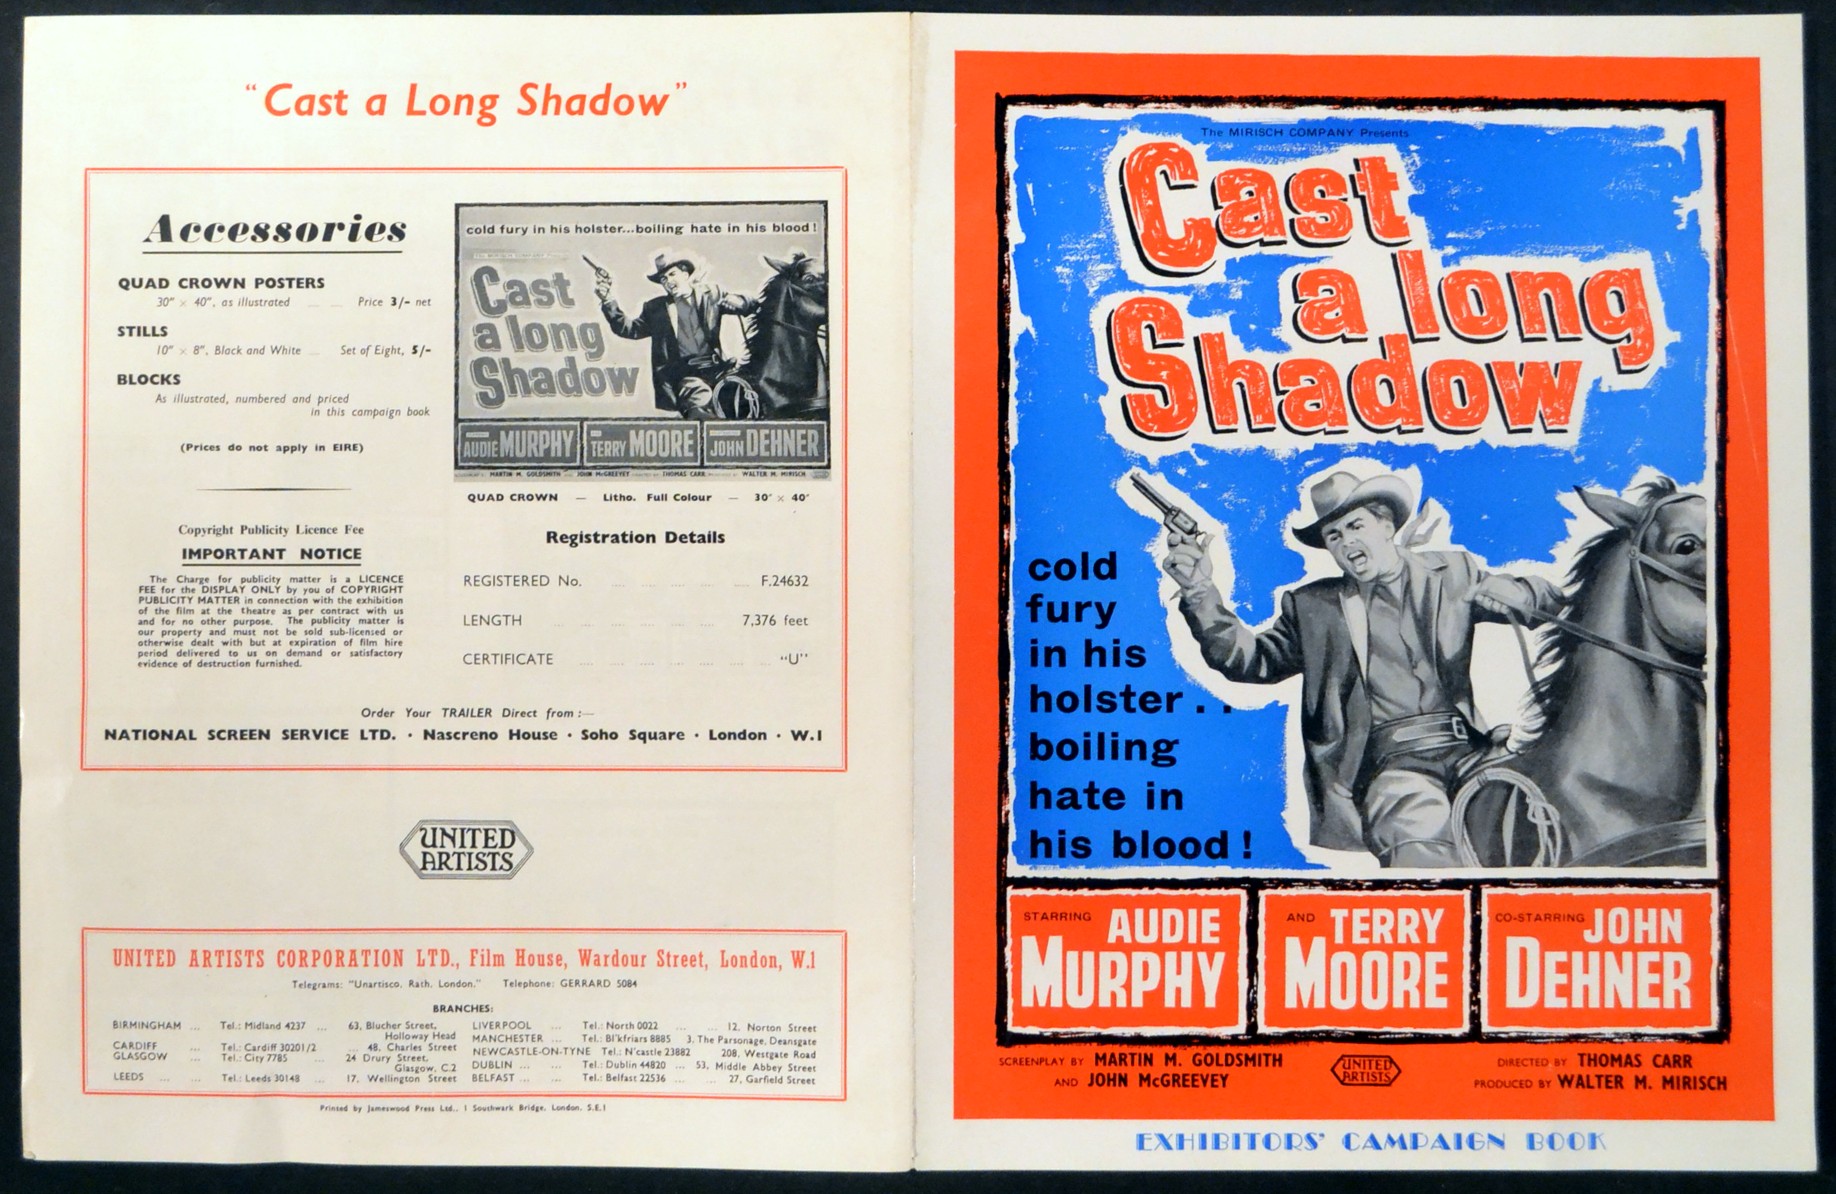 "Cast a Long Shadow"
Accessories
QUAD CROWN POSTERS
30" × 40", as illustrated .... .... Price 3/- net
STILLS
10" × 8", Black and White .... Set of Eight, 5/-
BLOCKS
As illustrated, numbered and priced
in this campaign book
(Prices do not apply in EIRE)
Copyright Publicity Licence Fee
IMPORTANT NOTICE
The Charge for publicity matter is a LICENCE
FEE for the DISPLAY ONLY by you of COPYRIGHT
PUBLICITY MATTER in connection with the exhibition
of the film at the theatre as per contract with us
and for no other purpose. The publicity matter is
our property and must not be sold sub-licensed or
otherwise dealt with but at expiration of film hire
period delivered to us on demand or satisfactory
evidence of destruction furnished.
cold fury in his holster...boiling hate in his blood!
Cast
a long
Shadow
AUDIE MURPHY
TERRY MOORE
JOHN DEHNER
MARTIN M. GOLDSMITH JOHN McGREEVEY THOMAS CARR WALTER M. MIRISCH
QUAD CROWN — Litho. Full Colour — 30" × 40"
Registration Details
REGISTERED No. .... .... .... .... F.24632
LENGTH .... .... .... .... .... 7,376 feet
CERTIFICATE .... .... .... .... .... "U"
Order Your TRAILER Direct from :—
NATIONAL SCREEN SERVICE LTD. · Nascreno House · Soho Square · London · W.1
UNITED
ARTISTS
UNITED ARTISTS CORPORATION LTD., Film House, Wardour Street, London, W.1
Telegrams: "Unartisco. Rath. London." Telephone: GERRARD 5084
BRANCHES:
BIRMINGHAM ... Tel.: Midland 4237 ... 63, Blucher Street,
Holloway Head
CARDIFF ... Tel.: Cardiff 30201/2 ... 48, Charles Street
GLASGOW ... Tel.: City 7785 ... 24 Drury Street,
Glasgow, C.2
LEEDS ... ... Tel.: Leeds 30148 ... 17, Wellington Street
LIVERPOOL ... Tel.: North 0022 ... ... 12, Norton Street
MANCHESTER ... Tel.: Bl'kfriars 8885 3, The Parsonage, Deansgate
NEWCASTLE-ON-TYNE Tel.: N'castle 23882 208, Westgate Road
DUBLIN ... ... Tel.: Dublin 44820 ... 53, Middle Abbey Street
BELFAST ... ... Tel.: Belfast 22536 ... ... 27, Garfield Street
Printed by Jameswood Press Ltd., 1 Southwark Bridge, London, S.E.1
The MIRISCH COMPANY Presents
Cast
a long
Shadow
cold
fury
in his
holster . .
boiling
hate in
his blood !
STARRING AUDIE
MURPHY
AND TERRY
MOORE
CO-STARRING JOHN
DEHNER
SCREENPLAY BY MARTIN M. GOLDSMITH
AND JOHN McGREEVEY
UNITED
ARTISTS
DIRECTED BY THOMAS CARR
PRODUCED BY WALTER M. MIRISCH
EXHIBITORS' CAMPAIGN BOOK